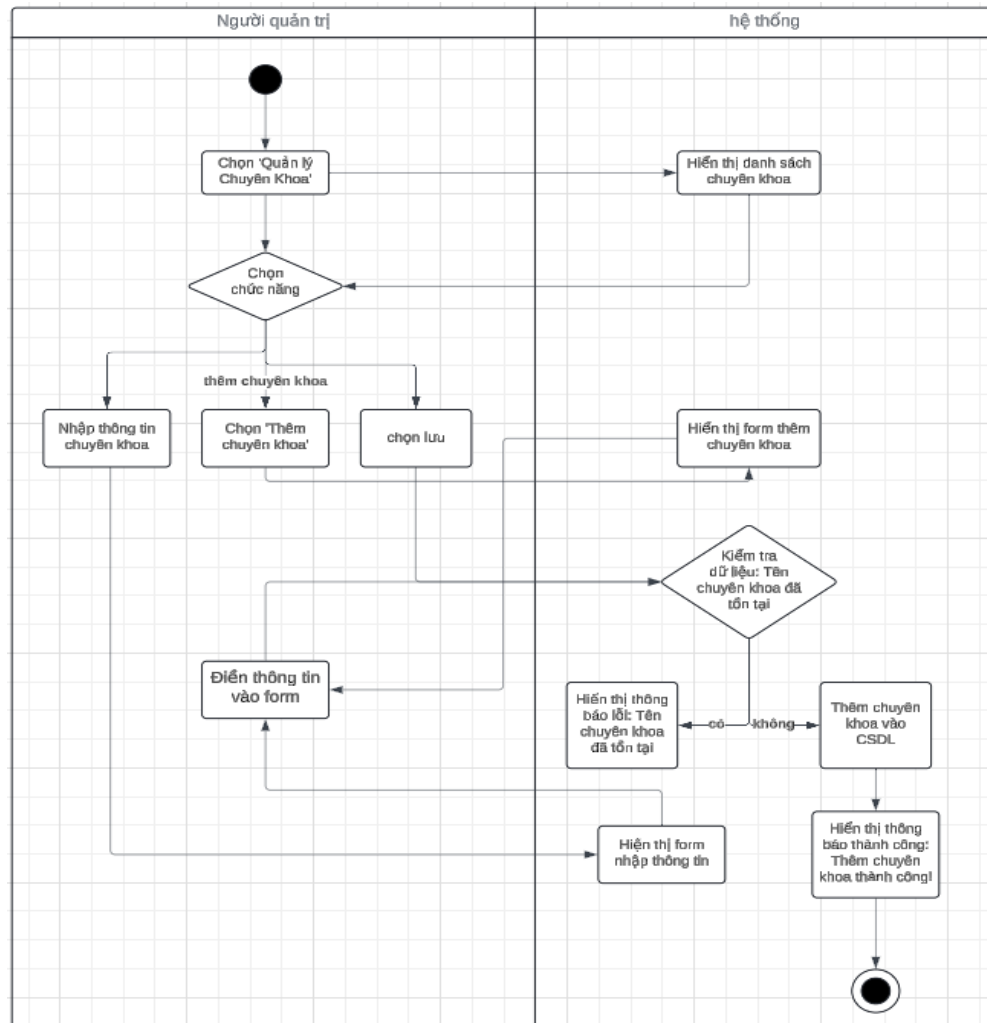 Người quản trị
hệ thống
Chọn 'Quản lý
Chuyên Khoa'
Hiển thị danh sách
chuyên khoa
Chọn
chức năng
thêm chuyên khoa
Nhập thông tin
chuyên khoa
Chọn 'Thêm
chuyên khoa'
chọn lưu
Hiển thị form thêm
chuyên khoa
Kiểm tra
dữ liệu: Tên
chuyên khoa đã
tồn tại
Điền thông tin
vào form
Hiển thị thông
báo lỗi: Tên
chuyên khoa
đã tồn tại
có
không
Thêm chuyên
khoa vào
CSDL
Hiện thị form
nhập thông tin
Hiển thị thông
báo thành công:
Thêm chuyên
khoa thành công!